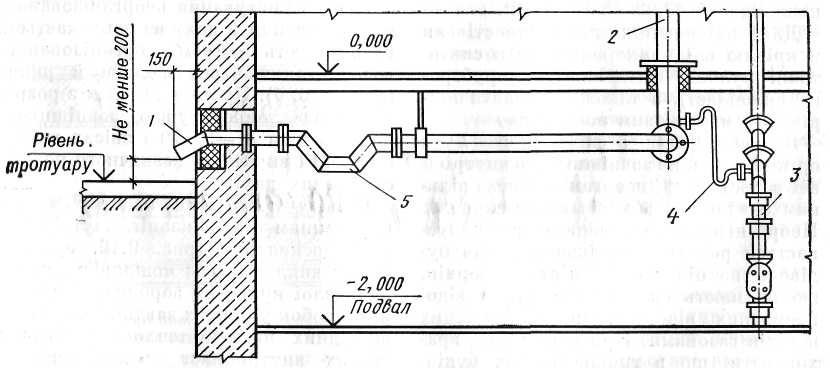 2
0,000
150
Не менше 200
1
Рівень.
тротуару
3
4
5
-2,000
Подвал